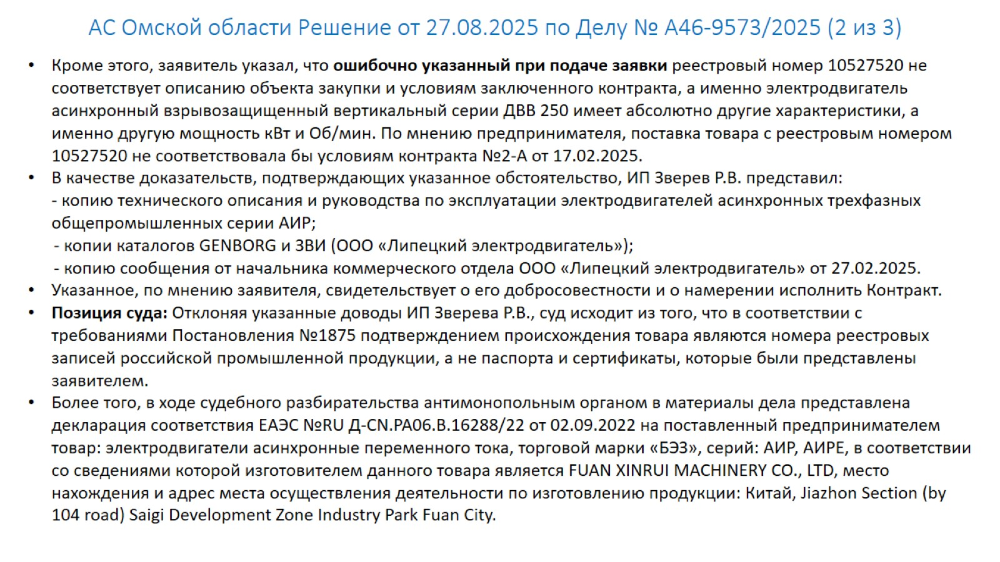 АС Омской области Решение от 27.08.2025 по Делу № А46-9573/2025 (2 из 3)
• Кроме этого, заявитель указал, что ошибочно указанный при подаче заявки реестровый номер 10527520 не
соответствует описанию объекта закупки и условиям заключенного контракта, а именно электродвигатель
асинхронный взрывозащищенный вертикальный серии ДВВ 250 имеет абсолютно другие характеристики, а
именно другую мощность кВт и Об/мин. По мнению предпринимателя, поставка товара с реестровым номером
10527520 не соответствовала бы условиям контракта №2-А от 17.02.2025.
• В качестве доказательств, подтверждающих указанное обстоятельство, ИП Зверев Р.В. представил:
- копию технического описания и руководства по эксплуатации электродвигателей асинхронных трехфазных
общепромышленных серии АИР;
- копии каталогов GENBORG и ЗВИ (ООО «Липецкий электродвигатель»);
- копию сообщения от начальника коммерческого отдела ООО «Липецкий электродвигатель» от 27.02.2025.
• Указанное, по мнению заявителя, свидетельствует о его добросовестности и о намерении исполнить Контракт.
• Позиция суда: Отклоняя указанные доводы ИП Зверева Р.В., суд исходит из того, что в соответствии с
требованиями Постановления №1875 подтверждением происхождения товара являются номера реестровых
записей российской промышленной продукции, а не паспорта и сертификаты, которые были представлены
заявителем.
• Более того, в ходе судебного разбирательства антимонопольным органом в материалы дела представлена
декларация соответствия ЕАЭС №RU Д-CN.РА06.В.16288/22 от 02.09.2022 на поставленный предпринимателем
товар: электродвигатели асинхронные переменного тока, торговой марки «БЭЗ», серий: АИР, АИРЕ, в соответствии
со сведениями которой изготовителем данного товара является FUAN XINRUI MACHINERY CO., LTD, место
нахождения и адрес места осуществления деятельности по изготовлению продукции: Китай, Jiazhon Section (by
104 road) Saigi Development Zone Industry Park Fuan City.